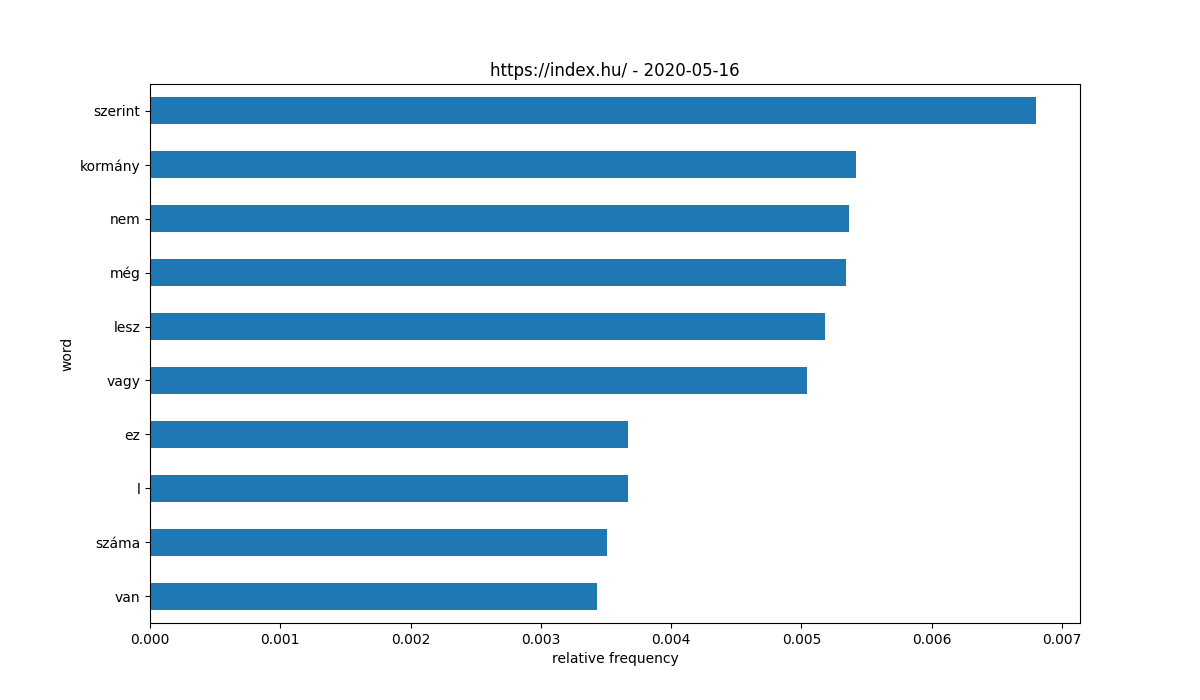 https://index.hu/ - 2020-05-16
szerint
kormány
nem
még
lesz
word
vagy
ez
l
száma
van
0.000 0.001 0.002 0.003 0.004 0.005 0.006 0.007
relative frequency